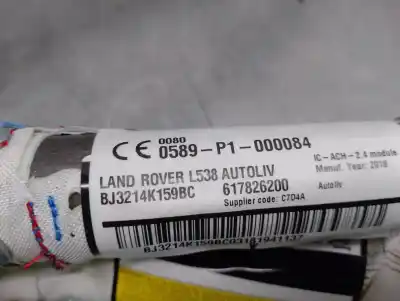 CE 0080
0589-P1-000084
IC-ACH-2.4 module
Manuf. Year: 2018
LAND ROVER L538 AUTOLIV
BJ3214K159BC 617826200
Autoliv
Supplier code: C7D4A